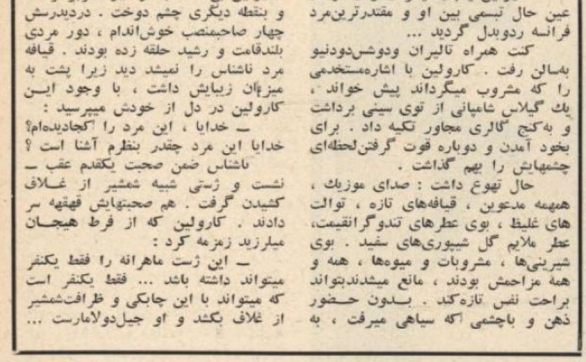 عین حال تبسمی بین او و مقتدرترین‌مرد
فرانسه ردوبدل گردید ...
کنت همراه تالیران ودوشس‌دودنیو
به‌سالن رفت . کارولین با اشاره‌مستخدمی
را که مشروب میگرداند پیش خواند ،
یک گیلاس شامپانی از توی سینی برداشت
و به‌کنج گالری مجاور تکیه داد . برای
بخود آمدن و دوباره قوت گرفتن‌لحظه‌ای
چشمهایش را بهم گذاشت .
حال تهوع داشت : صدای موزیك ،
همهمه مدعوین ، قیافه‌های تازه ، توالت
های غلیظ ، بوی عطرهای تندوگرانقیمت،
عطر ملایم گل شیپوری‌های سفید . بوی
شیرینی‌ها ، مشروبات و میوه‌ها ، همه و
همه مزاحمش بودند ، مانع میشدندبتواند
براحت نفس تازه‌کند . بدون حضور
ذهن و باچشمی که سیاهی میرفت ، به
و بنقطه دیگری چشم دوخت . دردیدرسش
چهار صاحبمنصب خوش‌اندام ، دور مردی
بلندقامت و رشید حلقه زده بودند . قیافه
مرد ناشناس را نمیشد دید زیرا پشت به
میزبان زیبایش داشت ، با وجود این
کارولین در دل از خودش میپرسید :
ـ خدایا ، این مرد را کجادیده‌ام؟
خدایا این مرد چقدر بنظرم آشنا است ؟
ناشناس ضمن صحبت یکقدم عقب ـ
نشست و ژستی شبیه شمشیر از غلاف
کشیدن گرفت . هم صحبتهایش قهقهه سر
دادند . کارولین که از فرط هیجان
میلرزید زمزمه کرد :
ـ این ژست ماهرانه را فقط یکنفر
میتواند داشته باشد ... فقط یکنفر است
که میتواند با این چابکی و ظرافت‌شمشیر
از غلاف بکشد و او جیل‌دولامارست ...